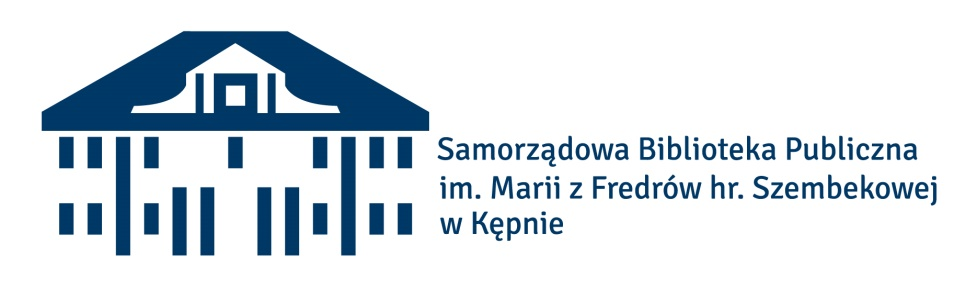 Samorządowa Biblioteka Publiczna
im. Marii z Fredrów hr. Szembekowej
w Kępnie